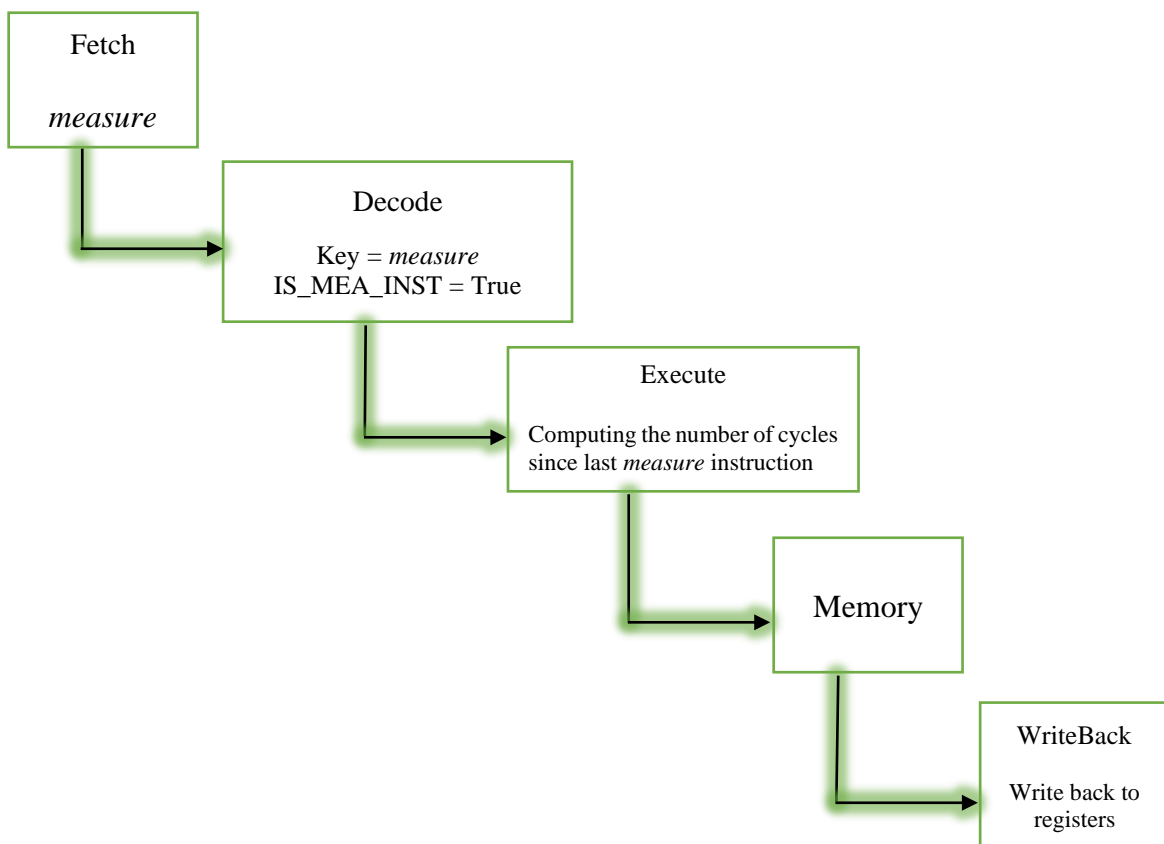 Fetch
measure
Decode
Key = measure
IS_MEA_INST = True
Execute
Computing the number of cycles
since last measure instruction
Memory
WriteBack
Write back to
registers